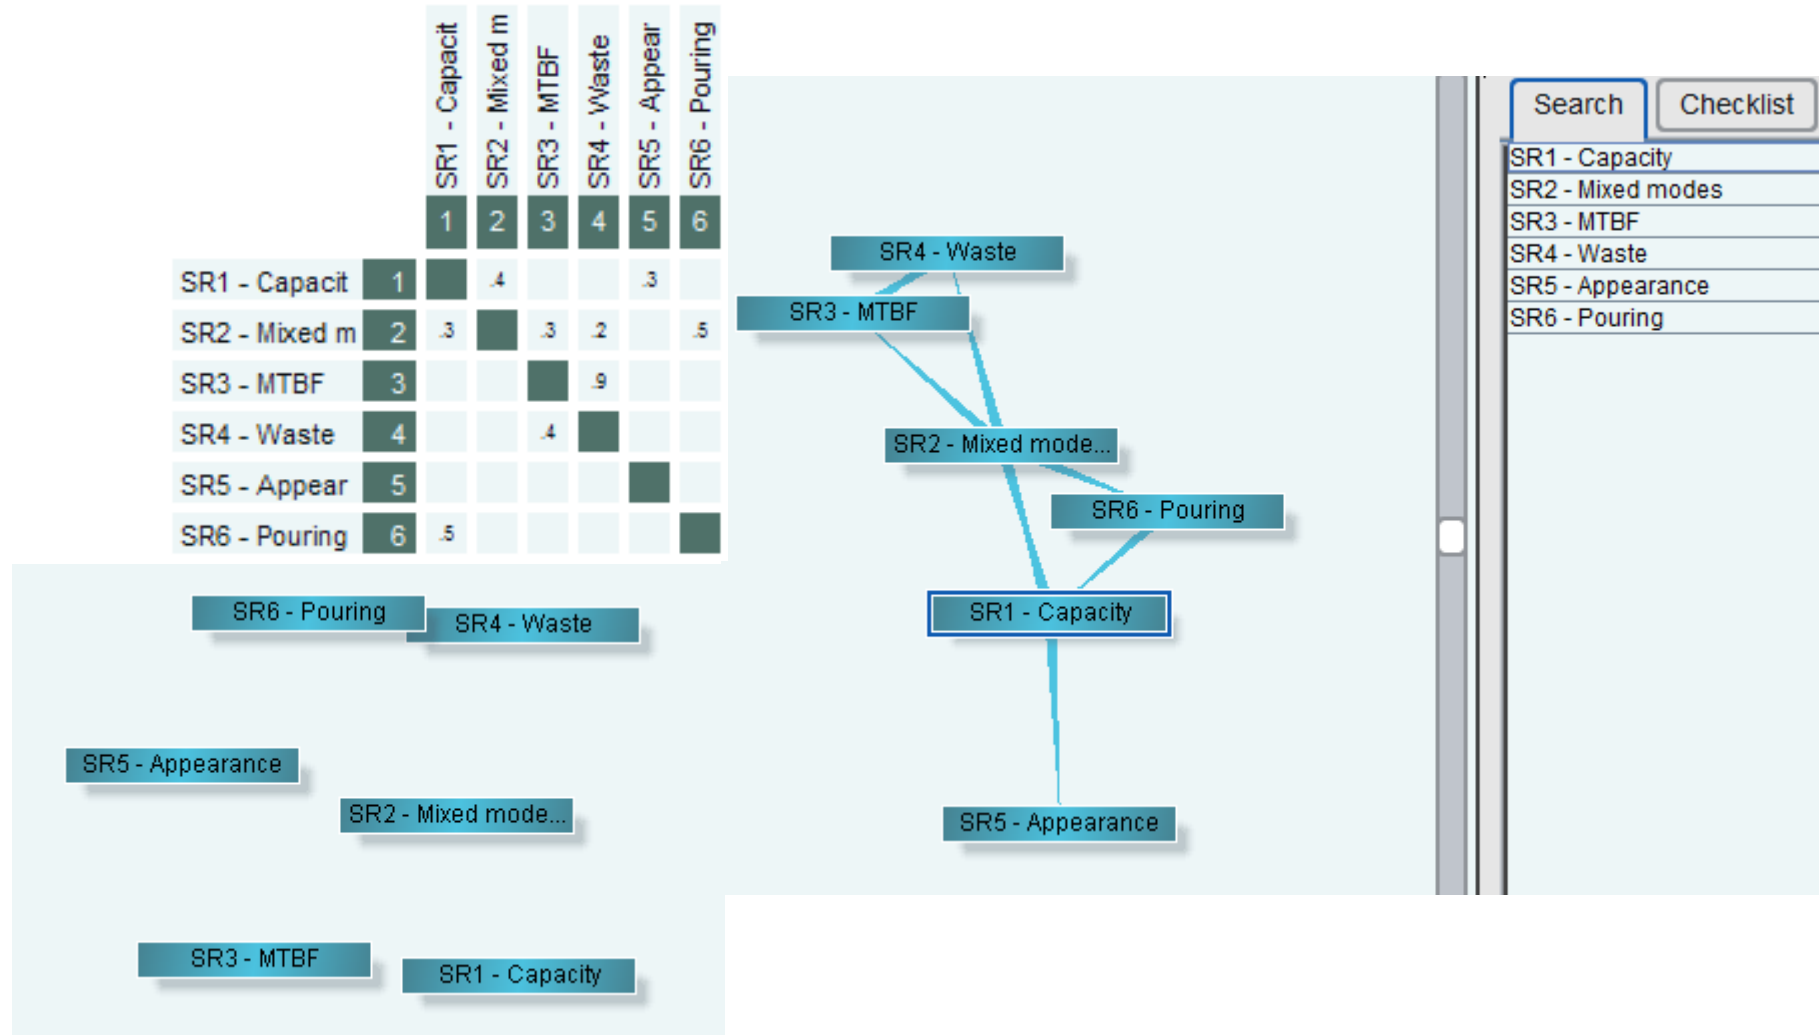 SR1 - Capacit
SR2 - Mixed m
SR3 - MTBF
SR4 - Waste
SR5 - Appear
SR6 - Pouring
1 2 3 4 5 6
SR1 - Capacit 1 .4 .3
SR2 - Mixed m 2 .3 .3 .2 .5
SR3 - MTBF 3 .9
SR4 - Waste 4 .4
SR5 - Appear 5
SR6 - Pouring 6 .5
SR6 - Pouring
SR4 - Waste
SR5 - Appearance
SR2 - Mixed mode...
SR3 - MTBF
SR1 - Capacity
SR4 - Waste
SR3 - MTBF
SR2 - Mixed mode...
SR6 - Pouring
SR1 - Capacity
SR5 - Appearance
Search Checklist
SR1 - Capacity
SR2 - Mixed modes
SR3 - MTBF
SR4 - Waste
SR5 - Appearance
SR6 - Pouring